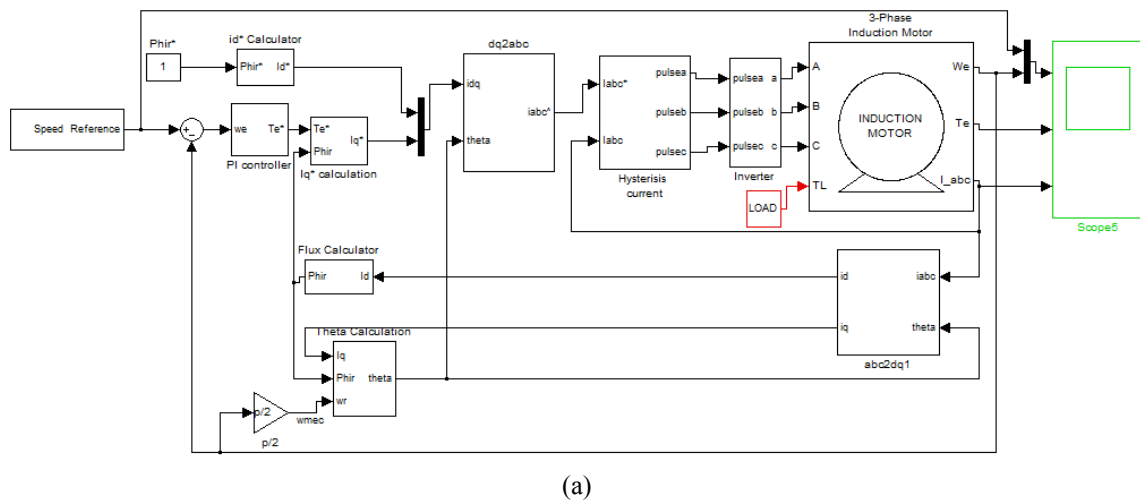 3-Phase
Induction Motor
Phir*
id* Calculator
dq2abc
1
Phir* Id*
idq
iabc^
theta
Iabc*
Iabc
pulsea
pulseb
pulsec
Hysterisis
current
pulsea a
pulseb b
pulsec c
Inverter
A
B
C
TL
INDUCTION
MOTOR
We
Te
I_abc
Speed Reference
+
−
we Te*
PI controller
Te*
Phir
Iq*
Iq* calculation
LOAD
Scope5
Flux Calculator
Phir Id
id
iq
iabc
theta
abc2dq1
Theta Calculation
Iq
Phir
wr
theta
p/2
wmec
p/2
(a)